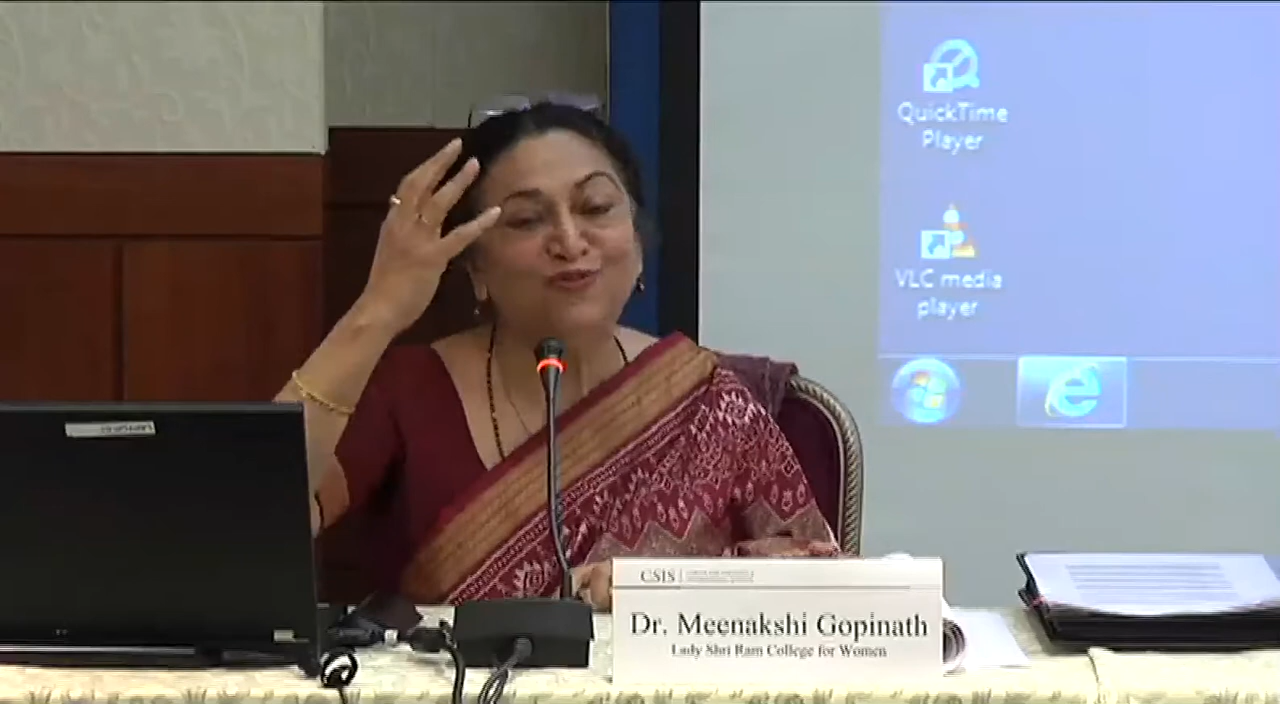 QuickTime
Player
VLC media
player
CSIS
Dr. Meenakshi Gopinath
Lady Shri Ram College for Women